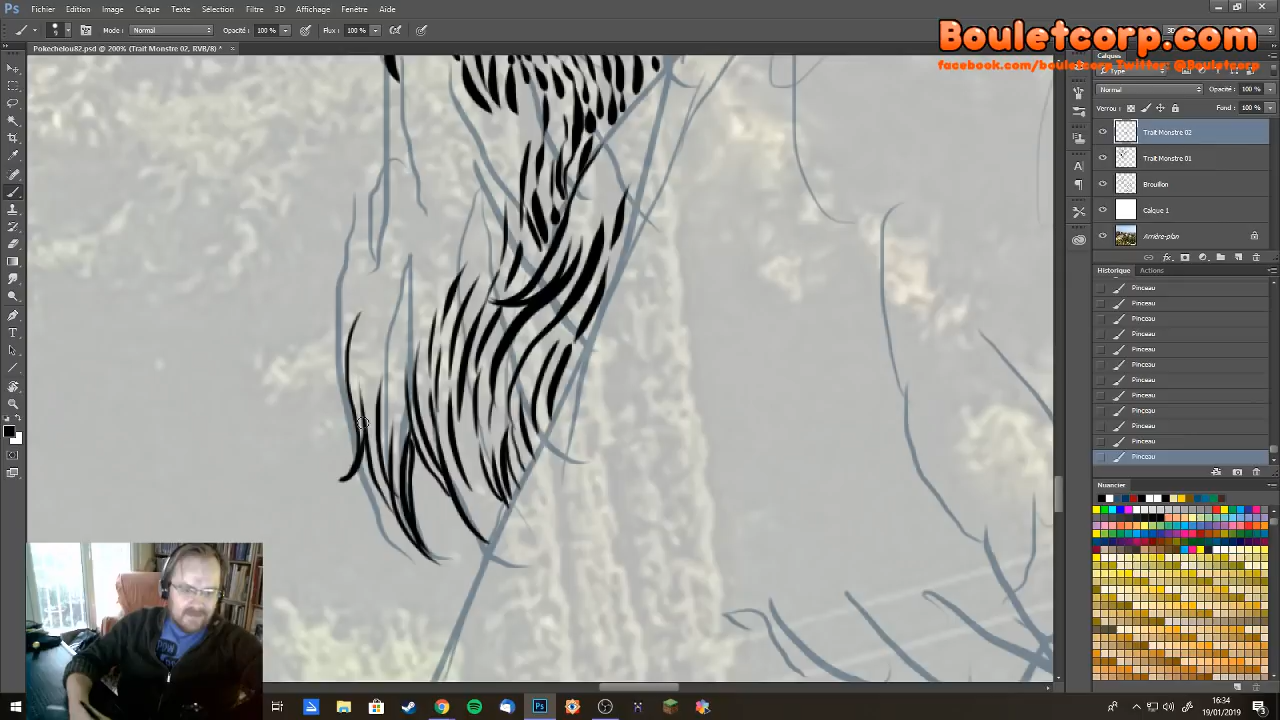 Ps Fichier Edition Image Calque Texte Sélection Filtre 3D Affichage Fenêtre Aide
Mode : Normal Opacité : 100 % Flux : 100 %
Bouletcorp.com
facebook.com/bouletcorp Twitter: @Bouletcorp
Pokechelou82.psd @ 200% (Trait Monstre 02, RVB/8) * ×
Calques
Type
Normal Opacité : 100 %
Verrou : Fond : 100 %
Trait Monstre 02
Trait Monstre 01
Brouillon
Calque 1
Arrière-plan
Historique Actions
Pinceau
Pinceau
Pinceau
Pinceau
Pinceau
Pinceau
Pinceau
Pinceau
Pinceau
Pinceau
Pinceau
Pinceau
Nuancier
16:34
19/01/2019